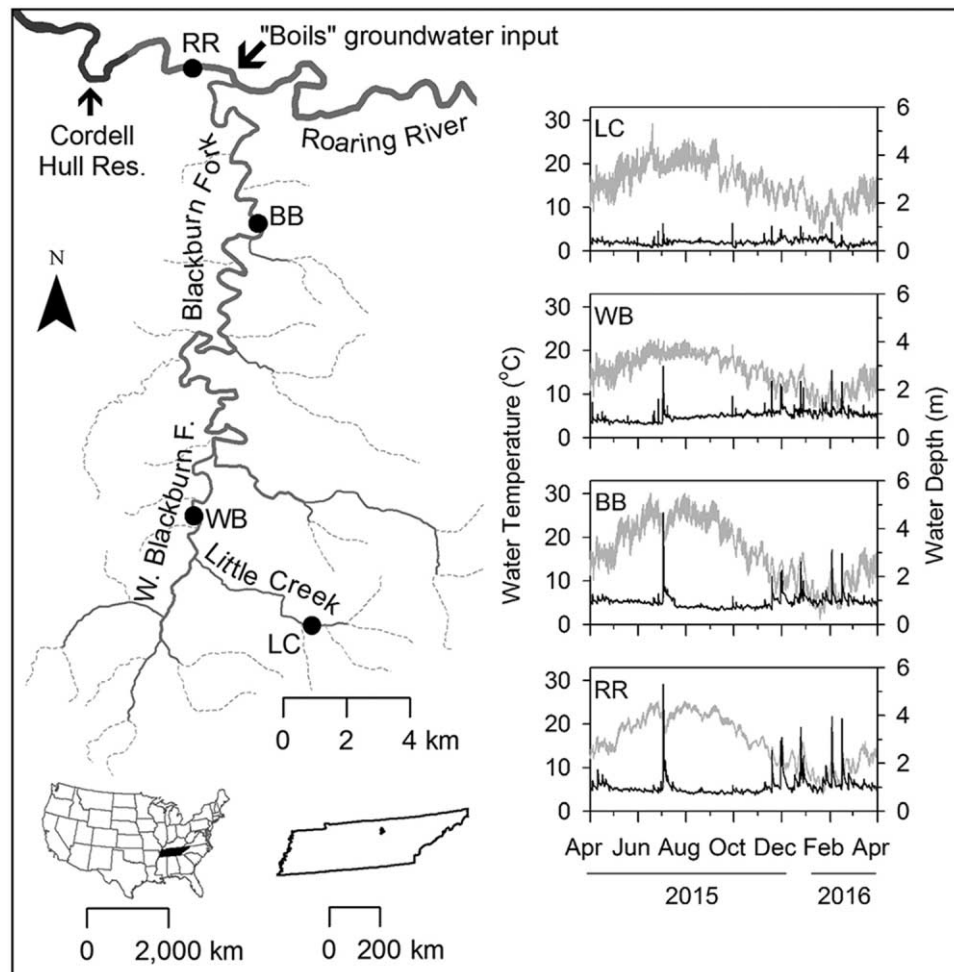 RR
"Boils" groundwater input
Cordell
Hull Res.
Roaring River
Blackburn Fork
BB
N
W. Blackburn F.
WB
Little Creek
LC
0 2 4 km
0 2,000 km
0 200 km
Water Temperature (°C)
Water Depth (m)
LC
30
20
10
0
6
4
2
0
WB
30
20
10
0
6
4
2
0
BB
30
20
10
0
6
4
2
0
RR
30
20
10
0
6
4
2
0
Apr Jun Aug Oct Dec Feb Apr
2015 2016